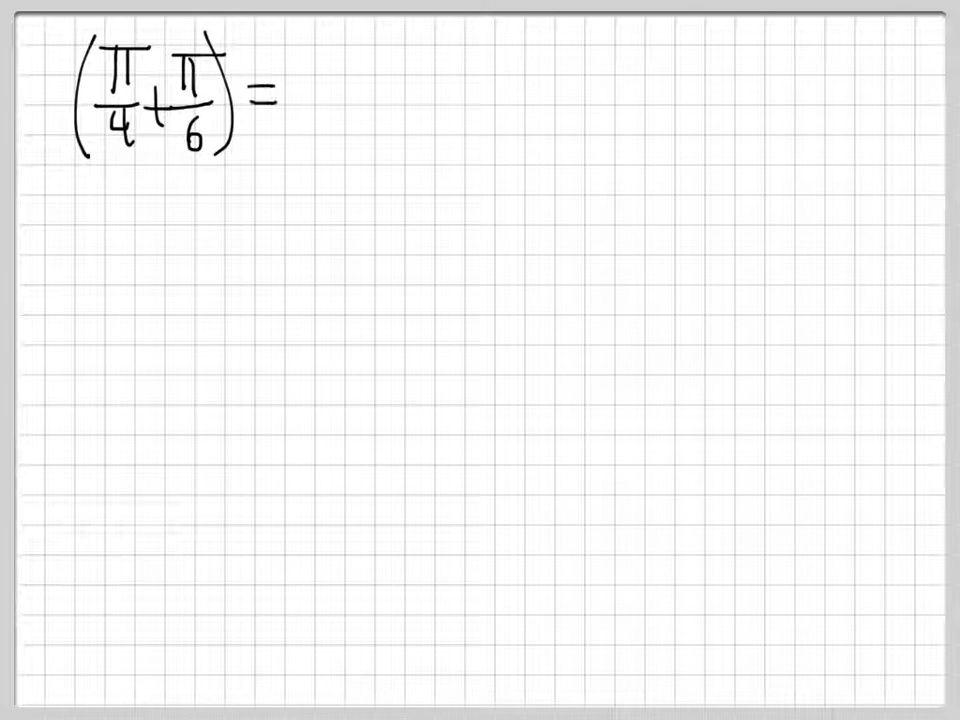 (π/4 + π/6) =